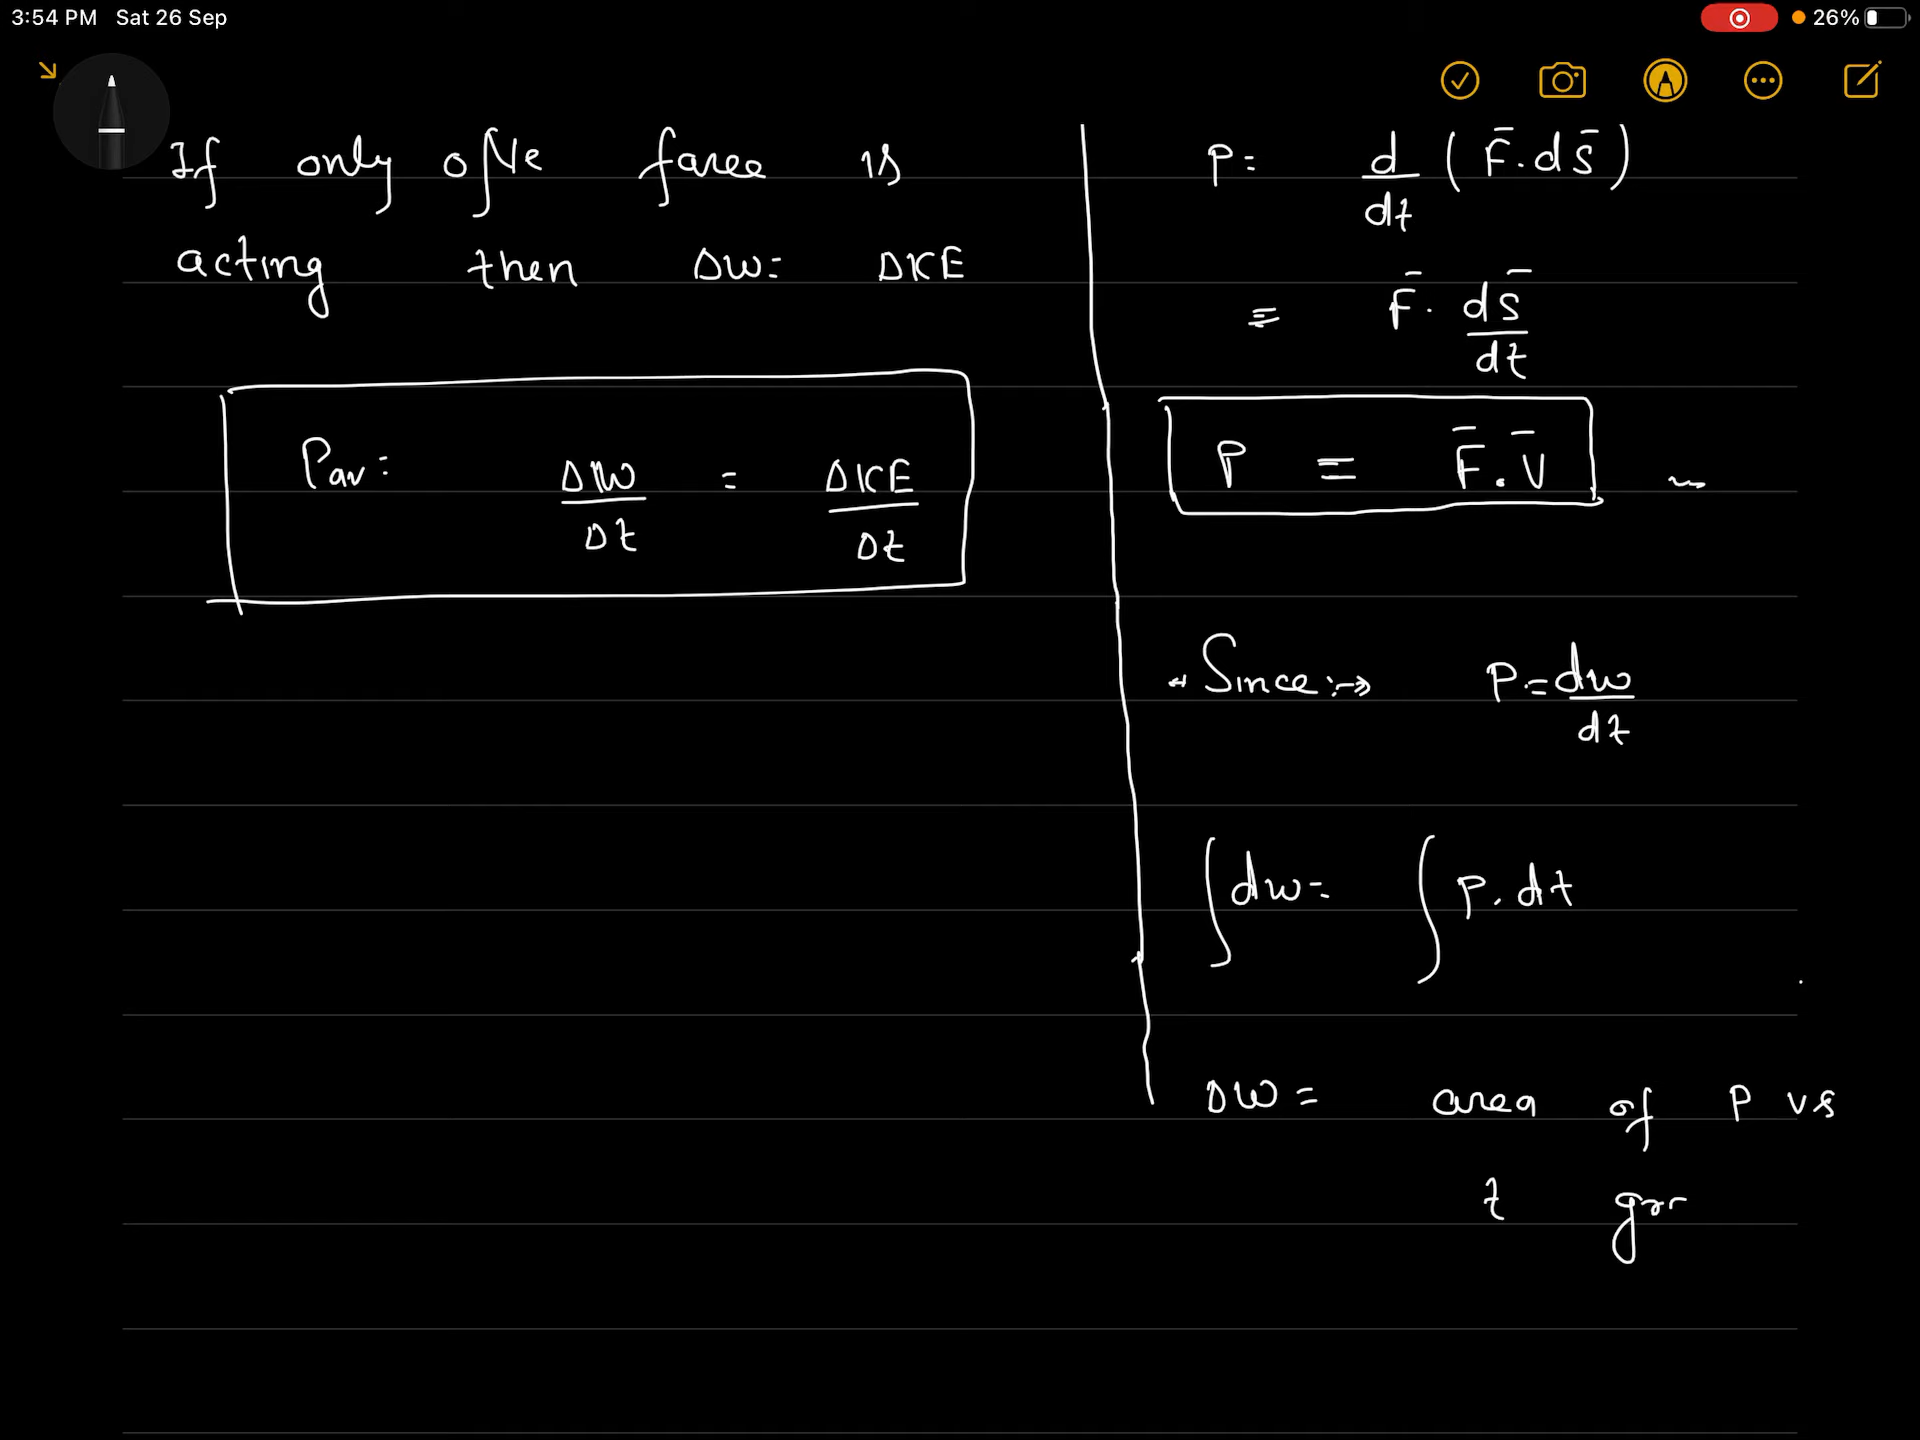 3:54 PM Sat 26 Sep
26%
If only one force is
acting then ΔW = ΔKE
Pav = ΔW/Δt = ΔKE/Δt
P = d/dt (F̄.ds̄)
= F̄. ds̄/dt
P = F̄.V̄
Since :→ P = dw/dt
∫dw = ∫P.dt
ΔW = area of P vs
t